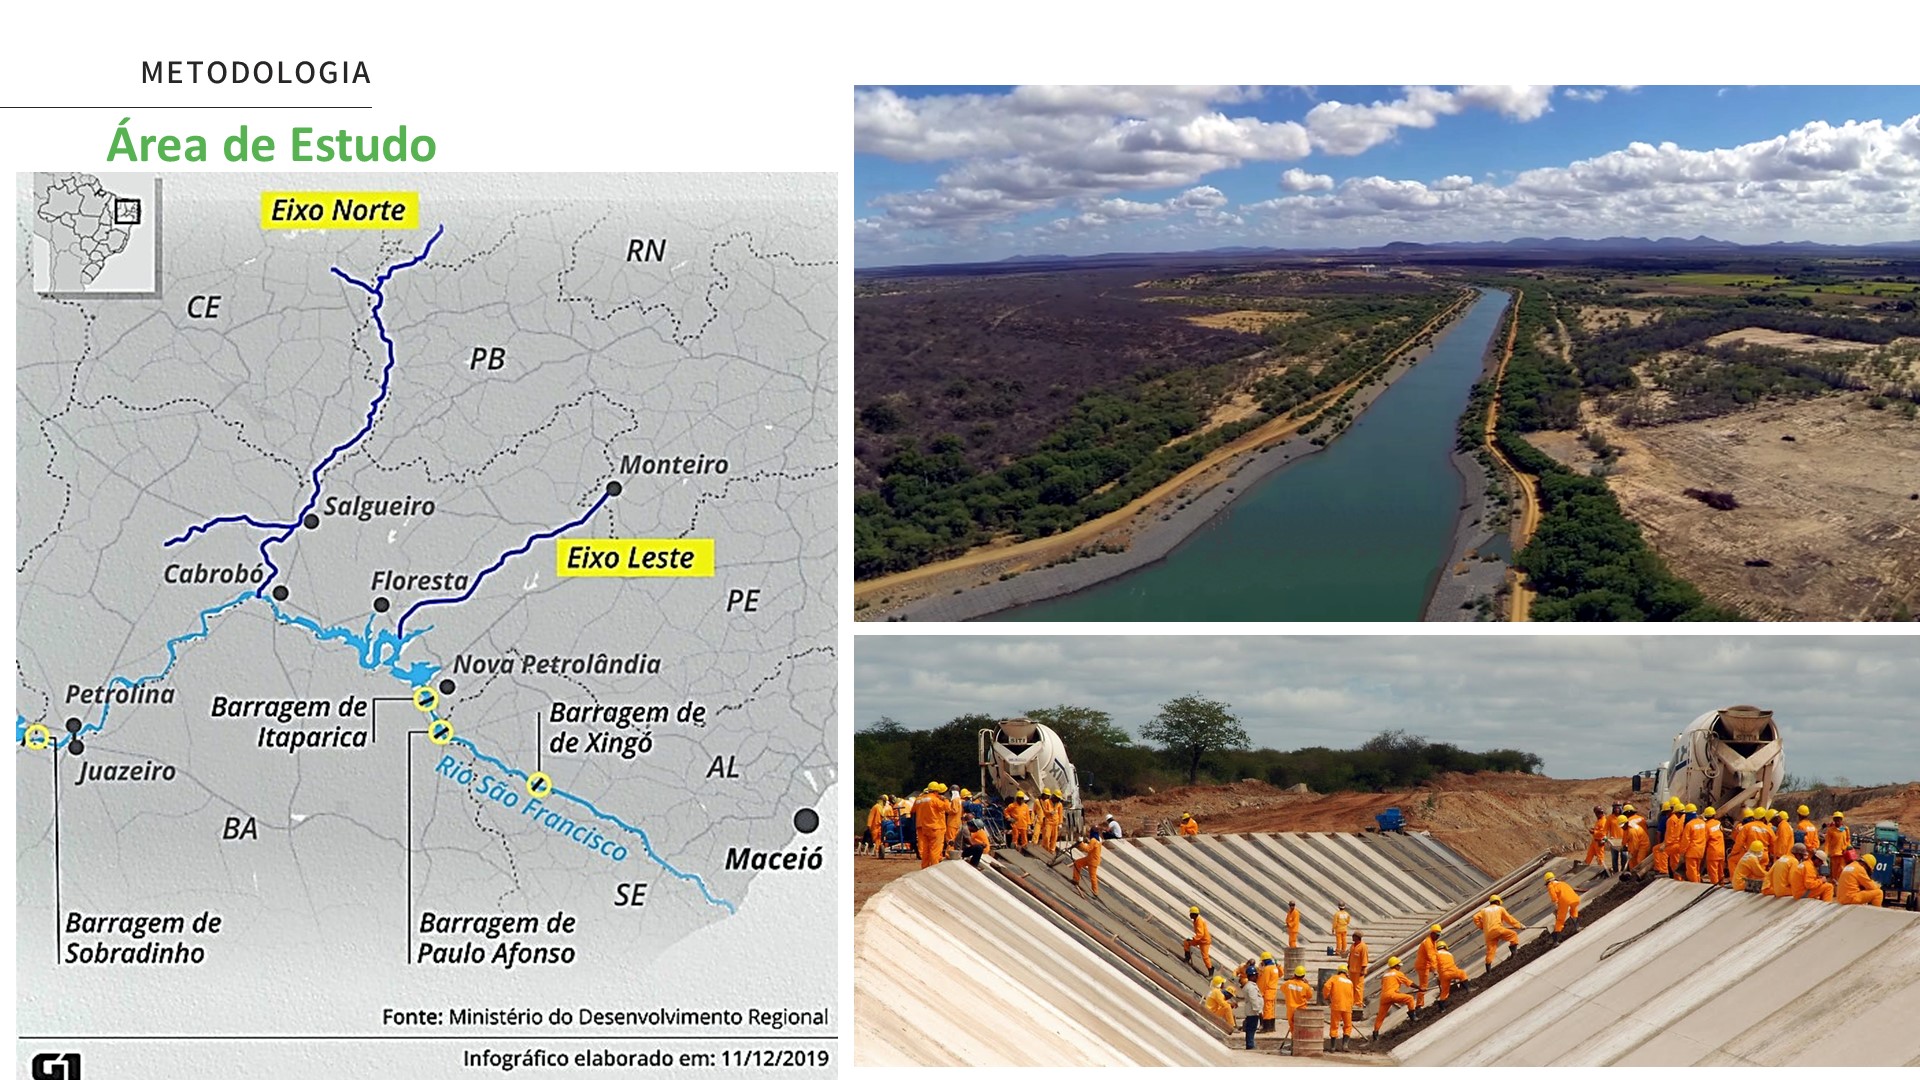 METODOLOGIA
Área de Estudo
Eixo Norte
RN
CE
PB
Monteiro
Salgueiro
Eixo Leste
Cabrobó
Floresta
PE
Nova Petrolândia
Petrolina
Barragem de
Itaparica
Barragem de
de Xingó
Juazeiro
Rio São Francisco
AL
BA
Maceió
SE
Barragem de
Sobradinho
Barragem de
Paulo Afonso
Fonte: Ministério do Desenvolvimento Regional
Infográfico elaborado em: 11/12/2019
G1
01